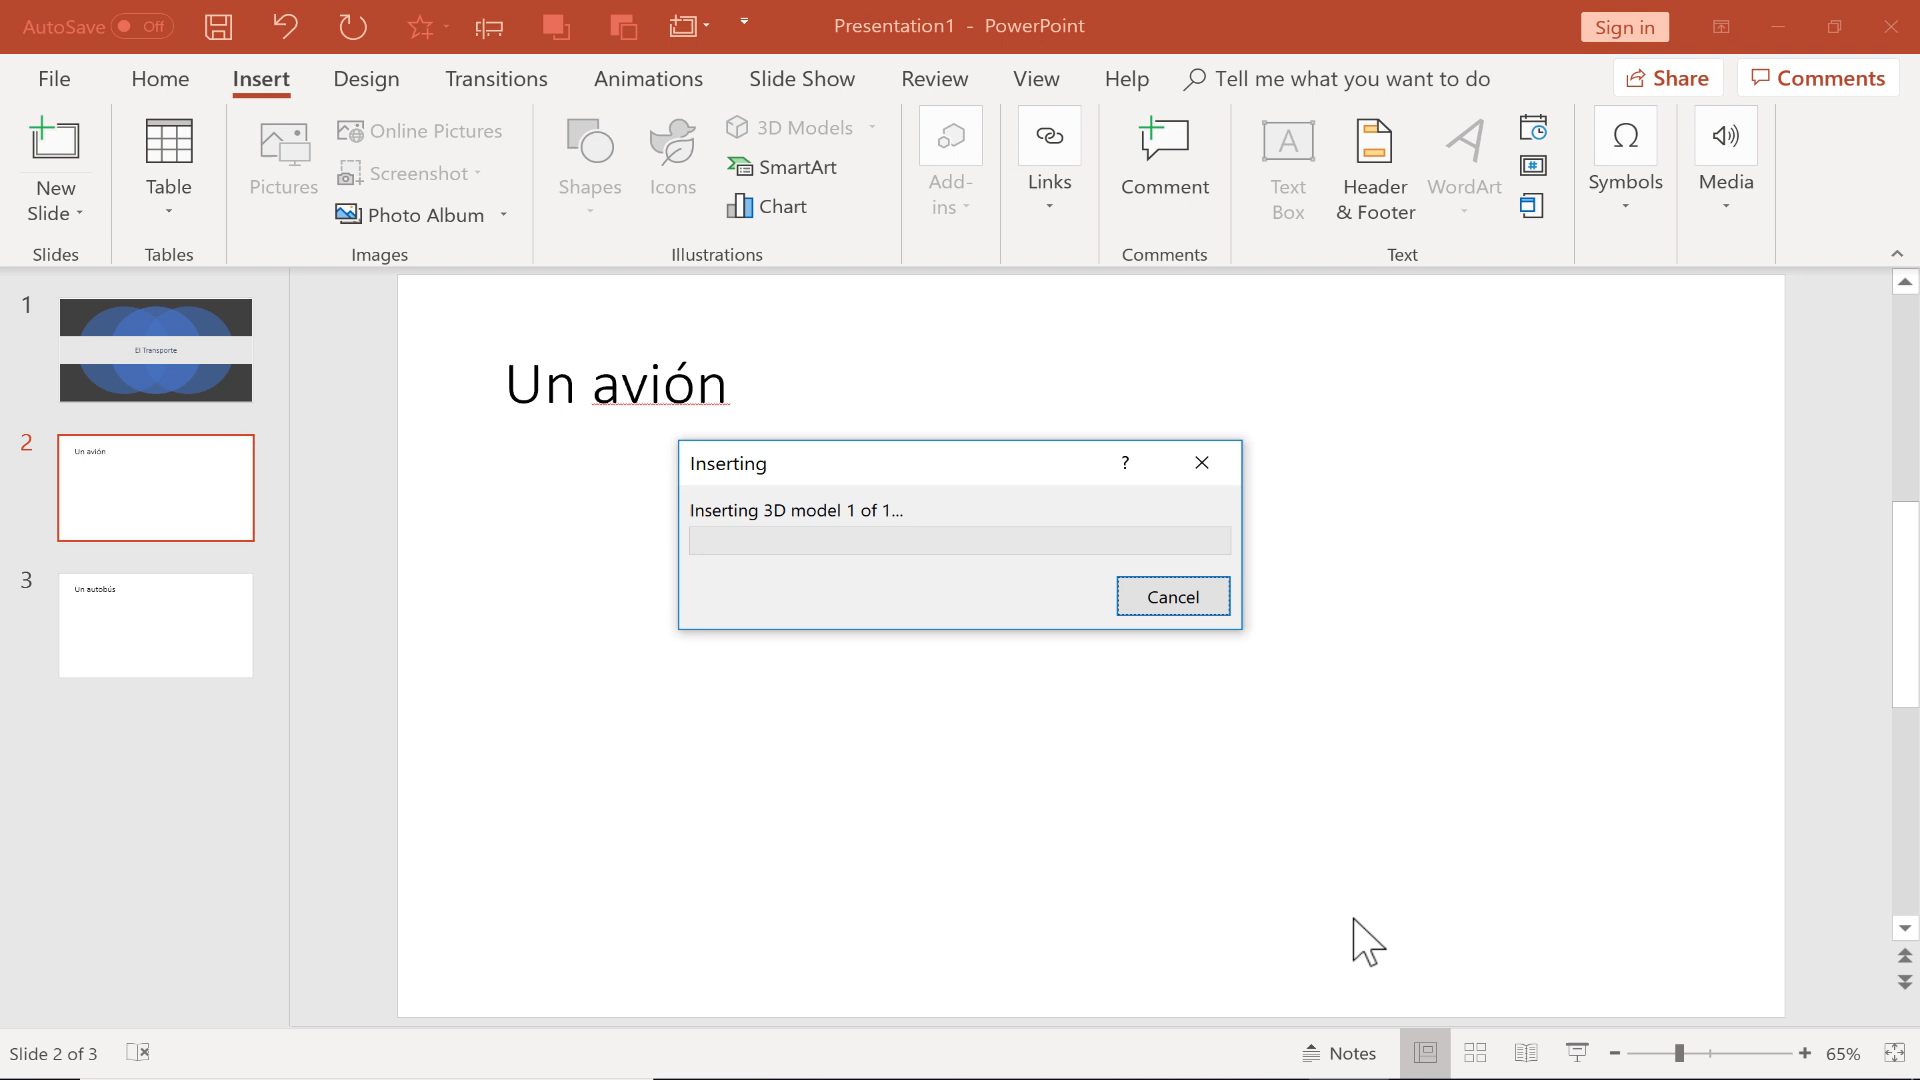 AutoSave Off
Presentation1 - PowerPoint
Sign in
File Home Insert Design Transitions Animations Slide Show Review View Help Tell me what you want to do Share Comments
New
Slide
Slides
Table
Tables
Pictures
Online Pictures
Screenshot
Photo Album
Images
Shapes
Icons
3D Models
SmartArt
Chart
Illustrations
Add-
ins
Links
Comment
Comments
A
Text
Box
Header
& Footer
WordArt
#
Text
Ω
Symbols
Media
1
El Transporte
2
Un avión
3
Un autobús
Un avión
Inserting ?
Inserting 3D model 1 of 1...
Cancel
Slide 2 of 3
Notes
65%